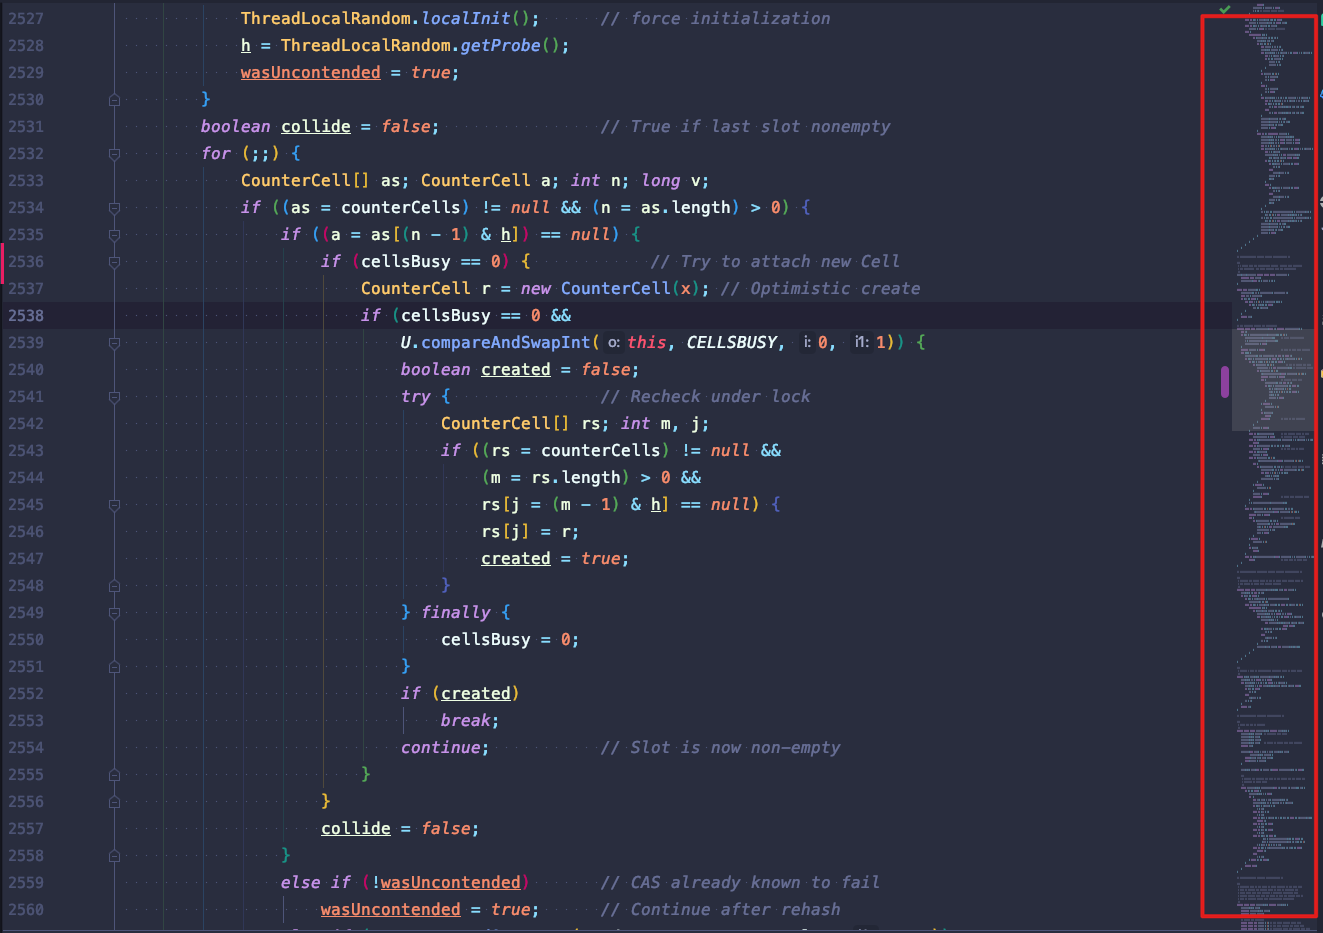 2527 ThreadLocalRandom.localInit(); // force initialization
2528 h = ThreadLocalRandom.getProbe();
2529 wasUncontended = true;
2530 }
2531 boolean collide = false; // True if last slot nonempty
2532 for (;;) {
2533 CounterCell[] as; CounterCell a; int n; long v;
2534 if ((as = counterCells) != null && (n = as.length) > 0) {
2535 if ((a = as[(n - 1) & h]) == null) {
2536 if (cellsBusy == 0) { // Try to attach new Cell
2537 CounterCell r = new CounterCell(x); // Optimistic create
2538 if (cellsBusy == 0 &&
2539 U.compareAndSwapInt( o: this, CELLSBUSY, i: 0, i1: 1)) {
2540 boolean created = false;
2541 try { // Recheck under lock
2542 CounterCell[] rs; int m, j;
2543 if ((rs = counterCells) != null &&
2544 (m = rs.length) > 0 &&
2545 rs[j = (m - 1) & h] == null) {
2546 rs[j] = r;
2547 created = true;
2548 }
2549 } finally {
2550 cellsBusy = 0;
2551 }
2552 if (created)
2553 break;
2554 continue; // Slot is now non-empty
2555 }
2556 }
2557 collide = false;
2558 }
2559 else if (!wasUncontended) // CAS already known to fail
2560 wasUncontended = true; // Continue after rehash